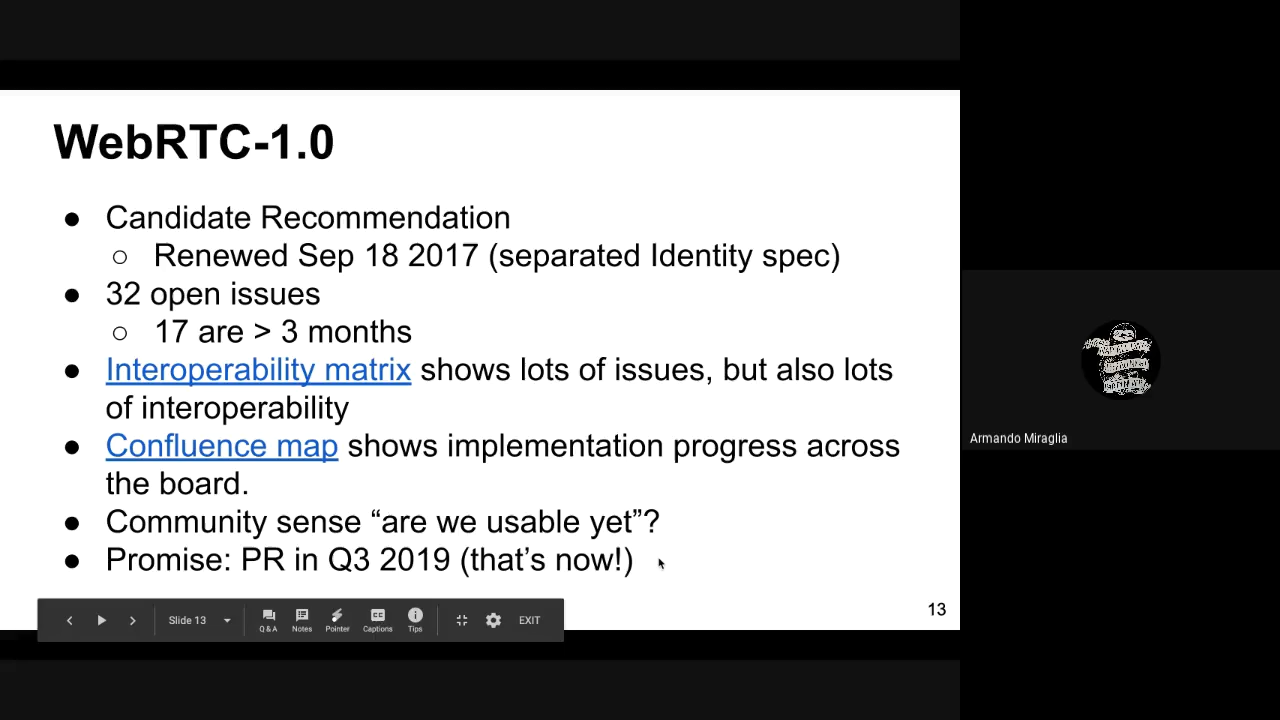 WebRTC-1.0
● Candidate Recommendation
○ Renewed Sep 18 2017 (separated Identity spec)
● 32 open issues
○ 17 are > 3 months
● Interoperability matrix shows lots of issues, but also lots
of interoperability
● Confluence map shows implementation progress across
the board.
● Community sense “are we usable yet”?
● Promise: PR in Q3 2019 (that’s now!)
13
Slide 13
Q & A
Notes
Pointer
Captions
Tips
EXIT
Armando Miraglia